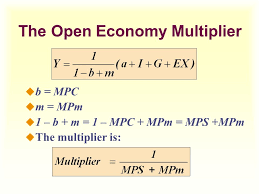 The Open Economy Multiplier
Y = 1 / (1 – b + m) (a + I + G + EX)
b = MPC
m = MPm
1 – b + m = 1 – MPC + MPm = MPS +MPm
The multiplier is:
Multiplier = 1 / (MPS + MPm)